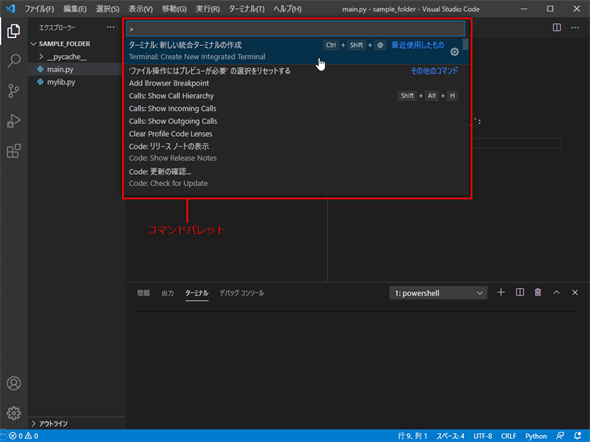 ファイル(F) 編集(E) 選択(S) 表示(V) 移動(G) 実行(R) ターミナル(T) ヘルプ(H) main.py - sample_folder - Visual Studio Code
エクスプローラー ···
SAMPLE_FOLDER
__pycache__
main.py
mylib.py
>
ターミナル: 新しい統合ターミナルの作成 Ctrl + Shift + @ 最近使用したもの
Terminal: Create New Integrated Terminal
'ファイル操作にはプレビューが必要' の選択をリセットする その他のコマンド
Add Browser Breakpoint
Calls: Show Call Hierarchy Shift + Alt + H
Calls: Show Incoming Calls
Calls: Show Outgoing Calls
Clear Profile Code Lenses
Code: リリース ノートの表示
Code: Show Release Notes
Code: 更新の確認...
Code: Check for Update
コマンドパレット
問題 出力 ターミナル デバッグ コンソール 1: powershell
アウトライン
0 0 行 9、列 1 スペース: 4 UTF-8 CRLF Python